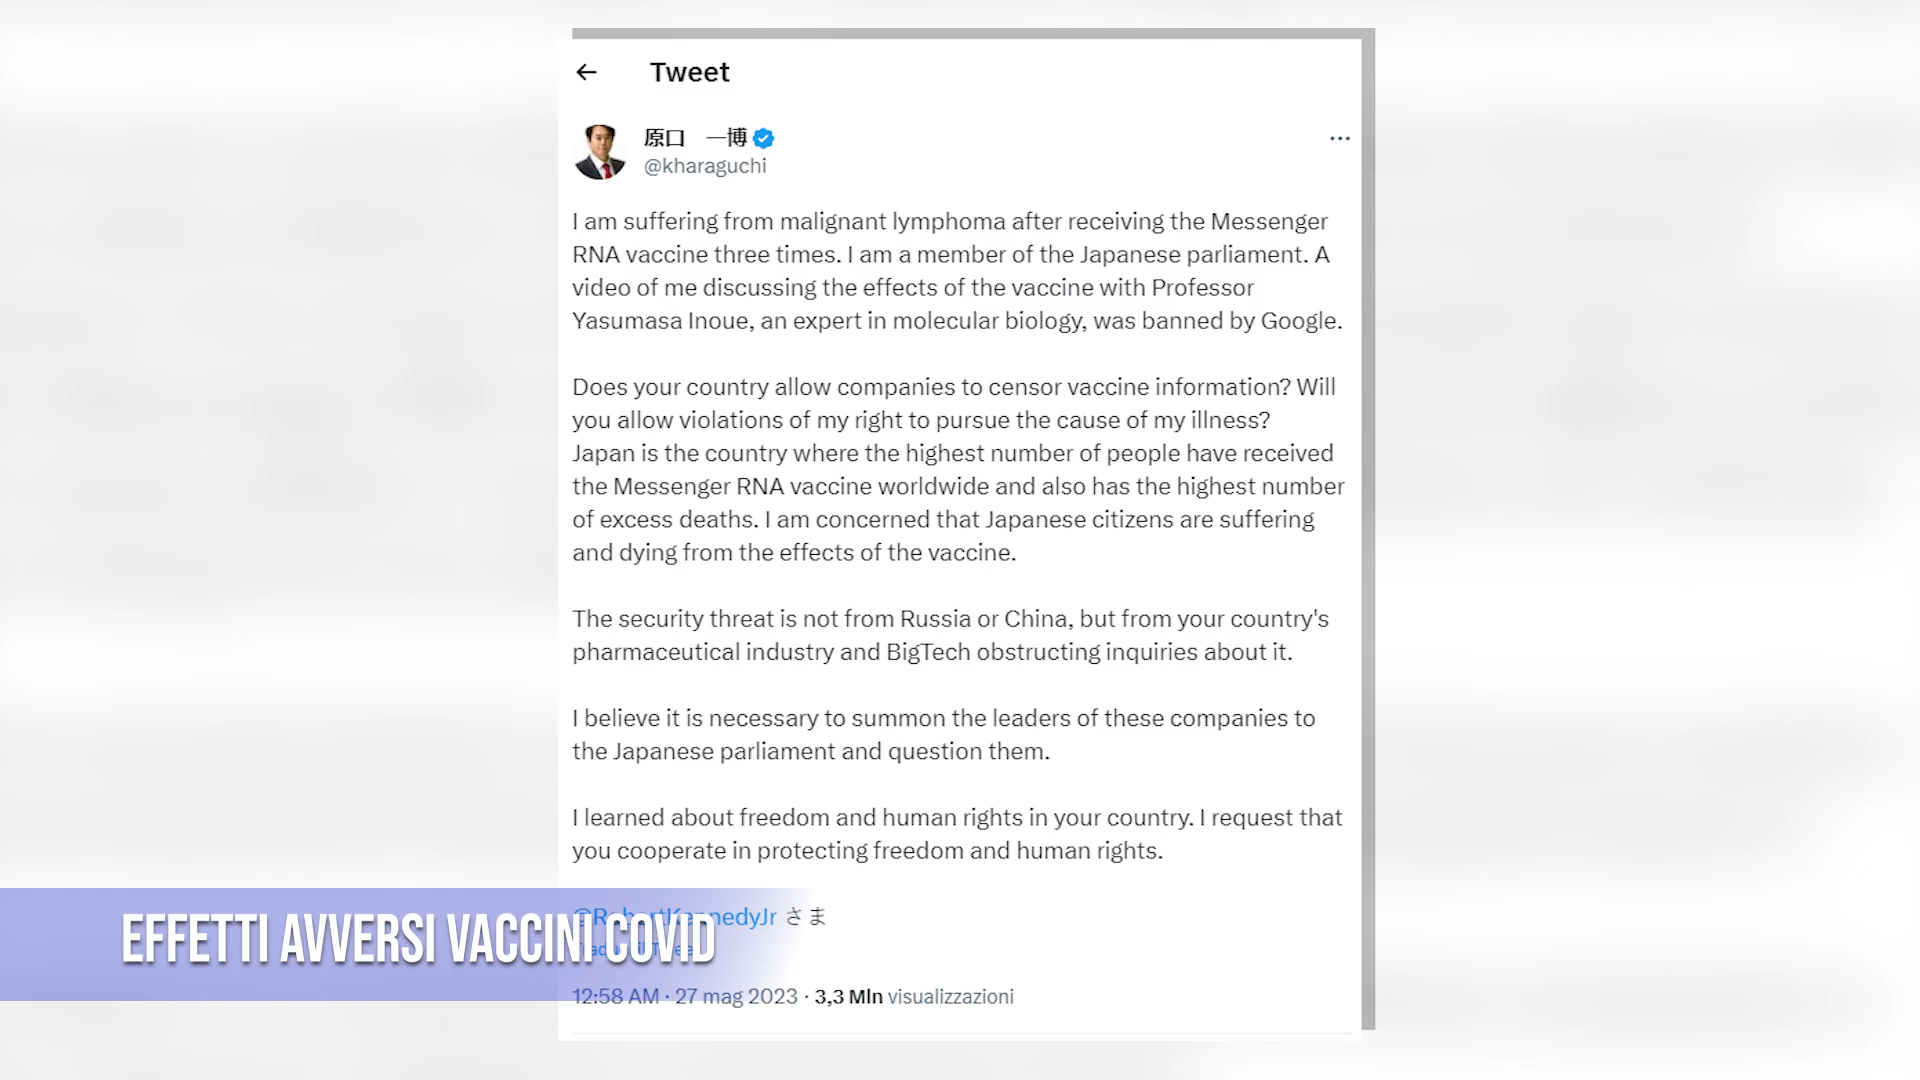 Tweet
原口 一博
@kharaguchi
I am suffering from malignant lymphoma after receiving the Messenger
RNA vaccine three times. I am a member of the Japanese parliament. A
video of me discussing the effects of the vaccine with Professor
Yasumasa Inoue, an expert in molecular biology, was banned by Google.
Does your country allow companies to censor vaccine information? Will
you allow violations of my right to pursue the cause of my illness?
Japan is the country where the highest number of people have received
the Messenger RNA vaccine worldwide and also has the highest number
of excess deaths. I am concerned that Japanese citizens are suffering
and dying from the effects of the vaccine.
The security threat is not from Russia or China, but from your country's
pharmaceutical industry and BigTech obstructing inquiries about it.
I believe it is necessary to summon the leaders of these companies to
the Japanese parliament and question them.
I learned about freedom and human rights in your country. I request that
you cooperate in protecting freedom and human rights.
@RobertKennedyJr さま
EFFETTI AVVERSI VACCINI COVID
12:58 AM · 27 mag 2023 · 3,3 Mln visualizzazioni